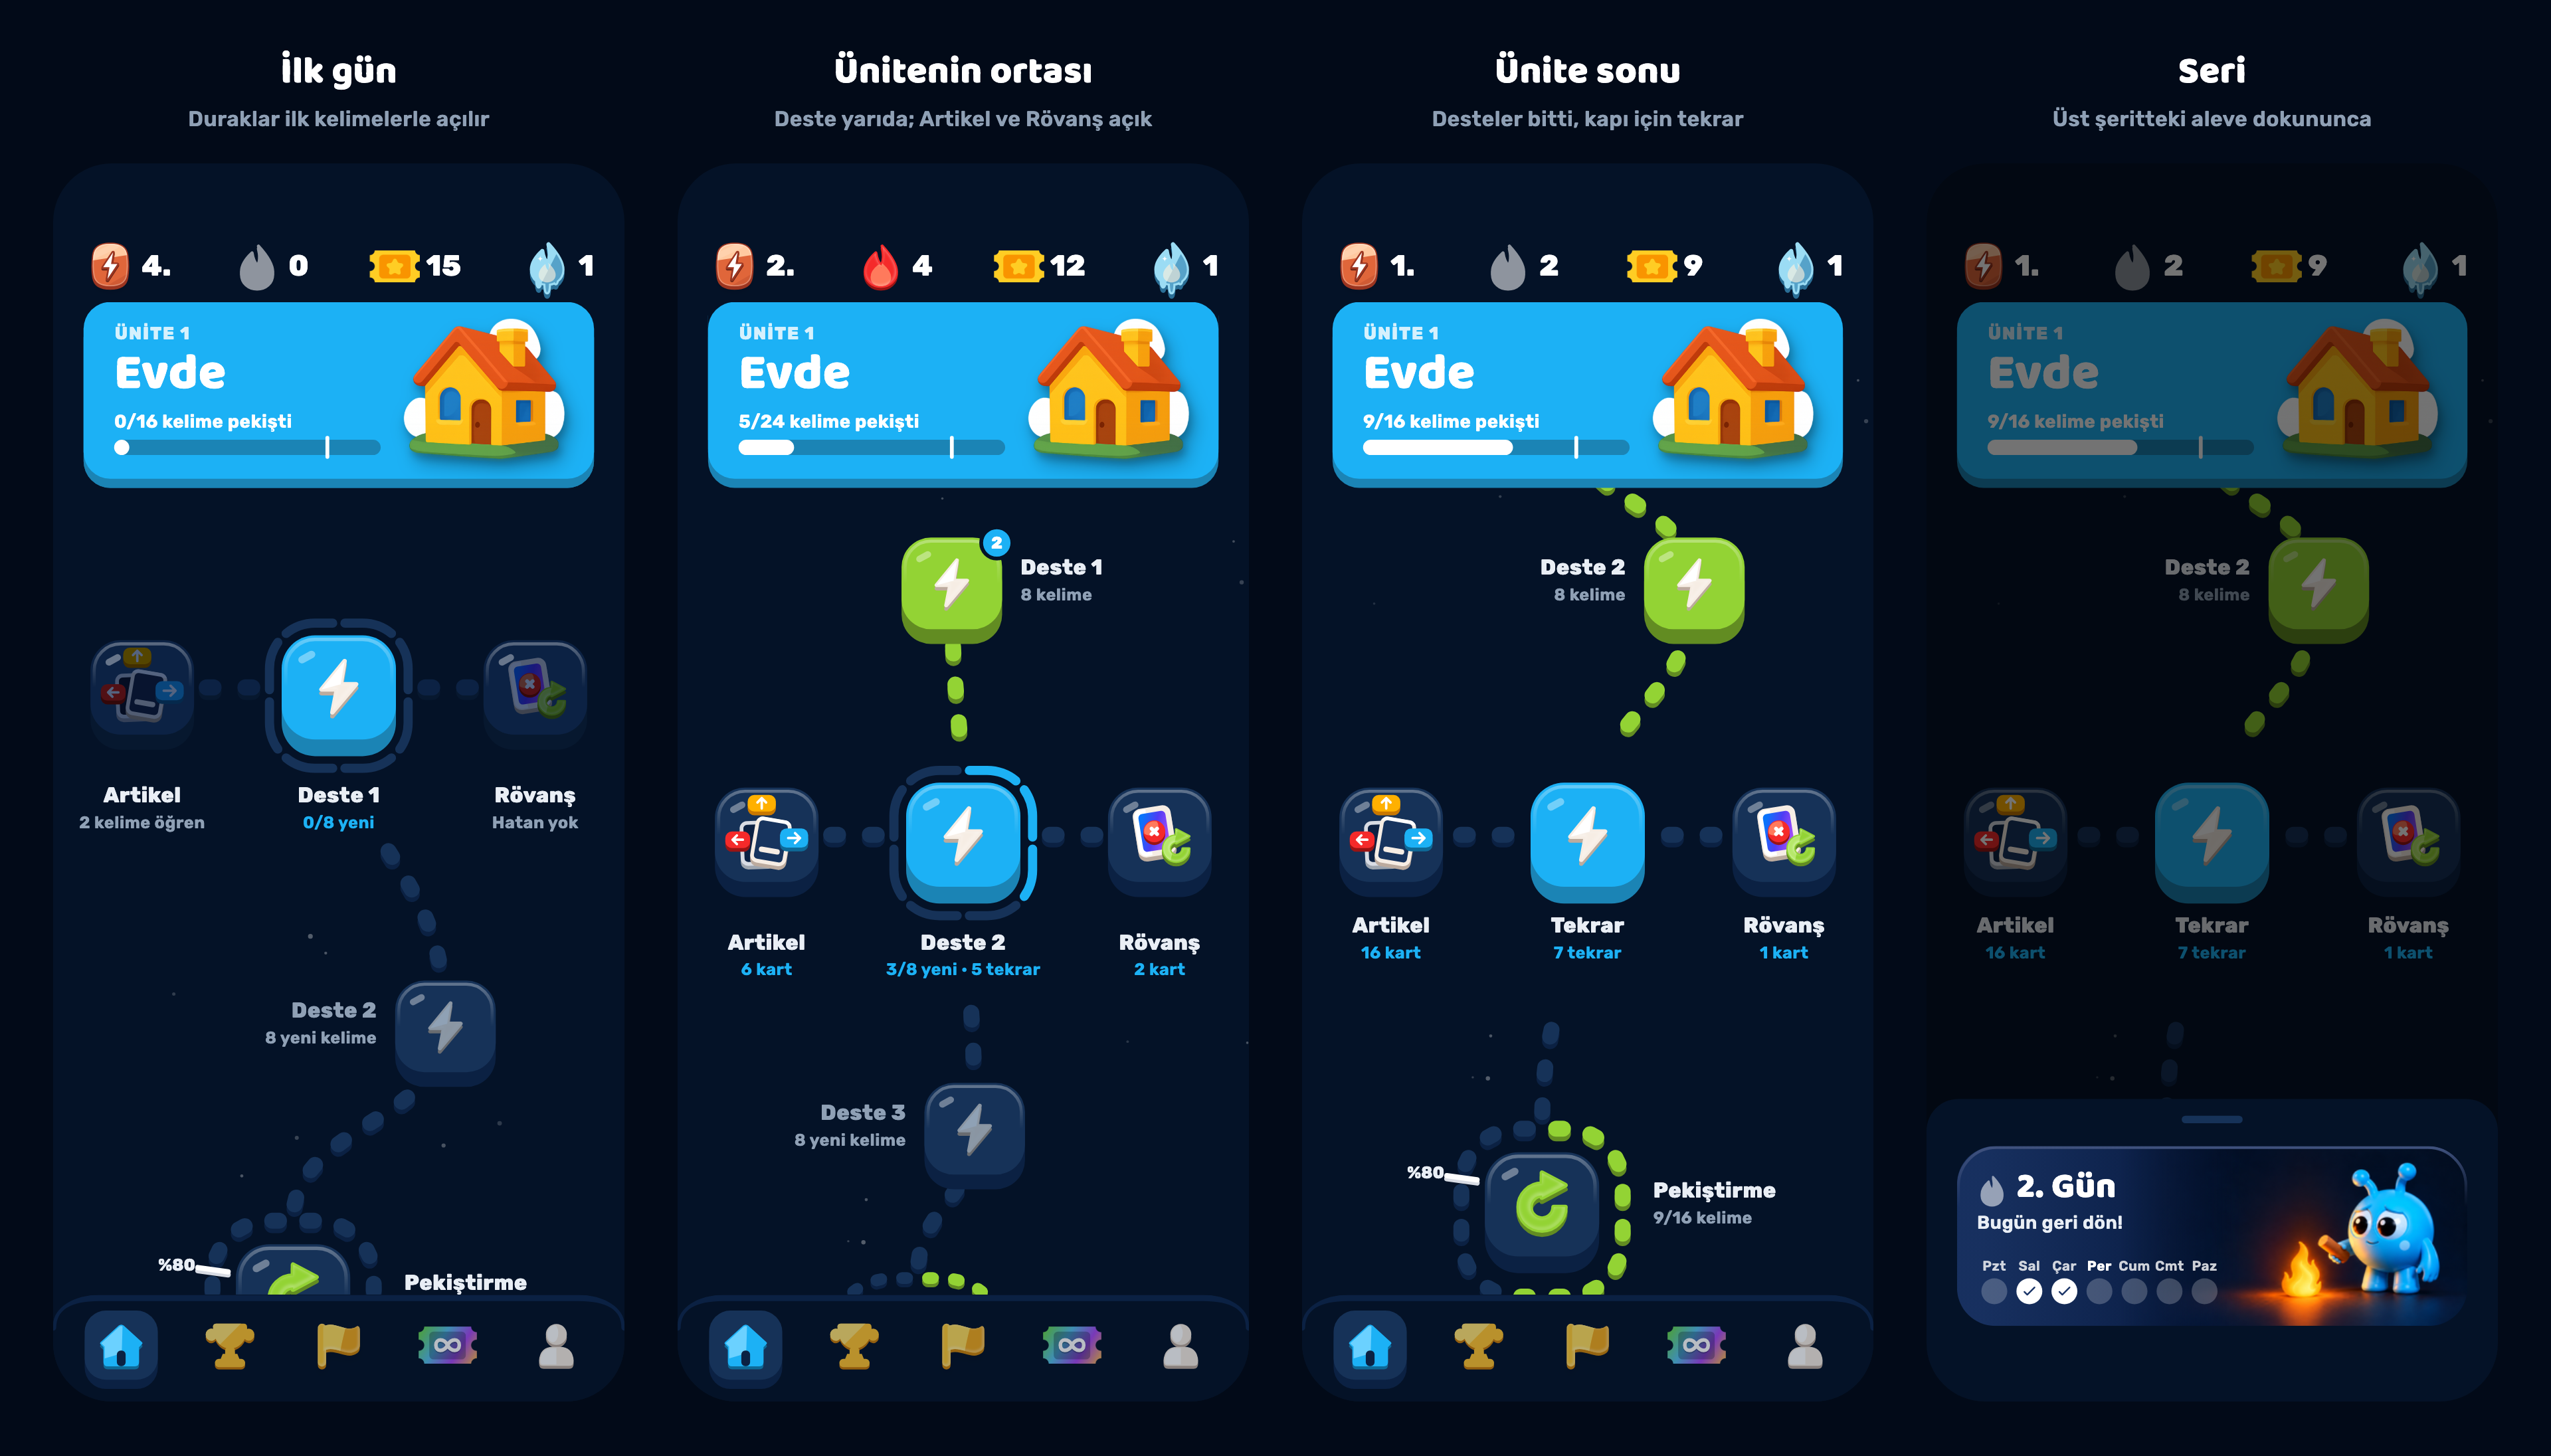 İlk gün
Duraklar ilk kelimelerle açılır
4.
0
15
1
ÜNİTE 1
Evde
0/16 kelime pekişti
Artikel
2 kelime öğren
Deste 1
0/8 yeni
Rövanş
Hatan yok
Deste 2
8 yeni kelime
%80
Pekiştirme
Ünitenin ortası
Deste yarıda; Artikel ve Rövanş açık
2.
4
12
1
ÜNİTE 1
Evde
5/24 kelime pekişti
2
Deste 1
8 kelime
Artikel
6 kart
Deste 2
3/8 yeni • 5 tekrar
Rövanş
2 kart
Deste 3
8 yeni kelime
Ünite sonu
Desteler bitti, kapı için tekrar
1.
2
9
1
ÜNİTE 1
Evde
9/16 kelime pekişti
Deste 2
8 kelime
Artikel
16 kart
Tekrar
7 tekrar
Rövanş
1 kart
%80
Pekiştirme
9/16 kelime
Seri
Üst şeritteki aleve dokununca
1.
2
9
1
ÜNİTE 1
Evde
9/16 kelime pekişti
Deste 2
8 kelime
Artikel
16 kart
Tekrar
7 tekrar
Rövanş
1 kart
2. Gün
Bugün geri dön!
Pzt Sal Çar Per Cum Cmt Paz